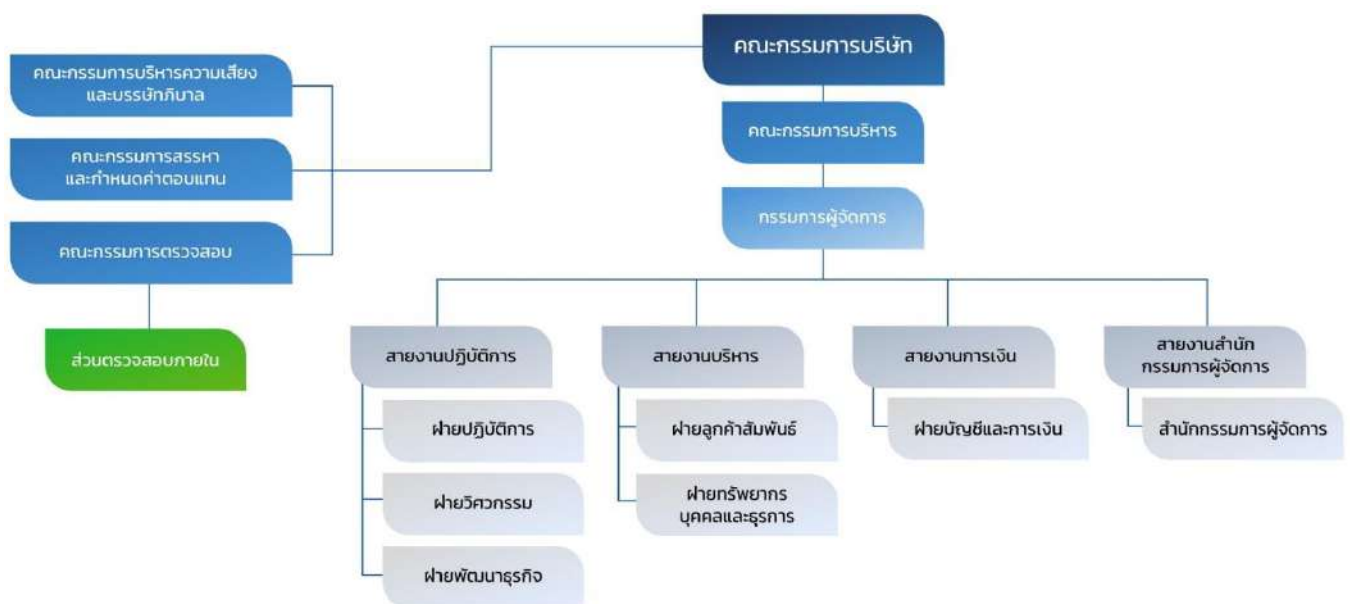 คณะกรรมการบริษัท
คณะกรรมการบริหารความเสี่ยง
และบรรษัทภิบาล
คณะกรรมการบริหาร
คณะกรรมการสรรหา
และกำหนดค่าตอบแทน
กรรมการผู้จัดการ
คณะกรรมการตรวจสอบ
ส่วนตรวจสอบภายใน
สายงานปฏิบัติการ
สายงานบริหาร
สายงานการเงิน
สายงานสำนัก
กรรมการผู้จัดการ
ฝ่ายปฏิบัติการ
ฝ่ายลูกค้าสัมพันธ์
ฝ่ายบัญชีและการเงิน
สำนักกรรมการผู้จัดการ
ฝ่ายวิศวกรรม
ฝ่ายทรัพยากร
บุคคลและธุรการ
ฝ่ายพัฒนาธุรกิจ